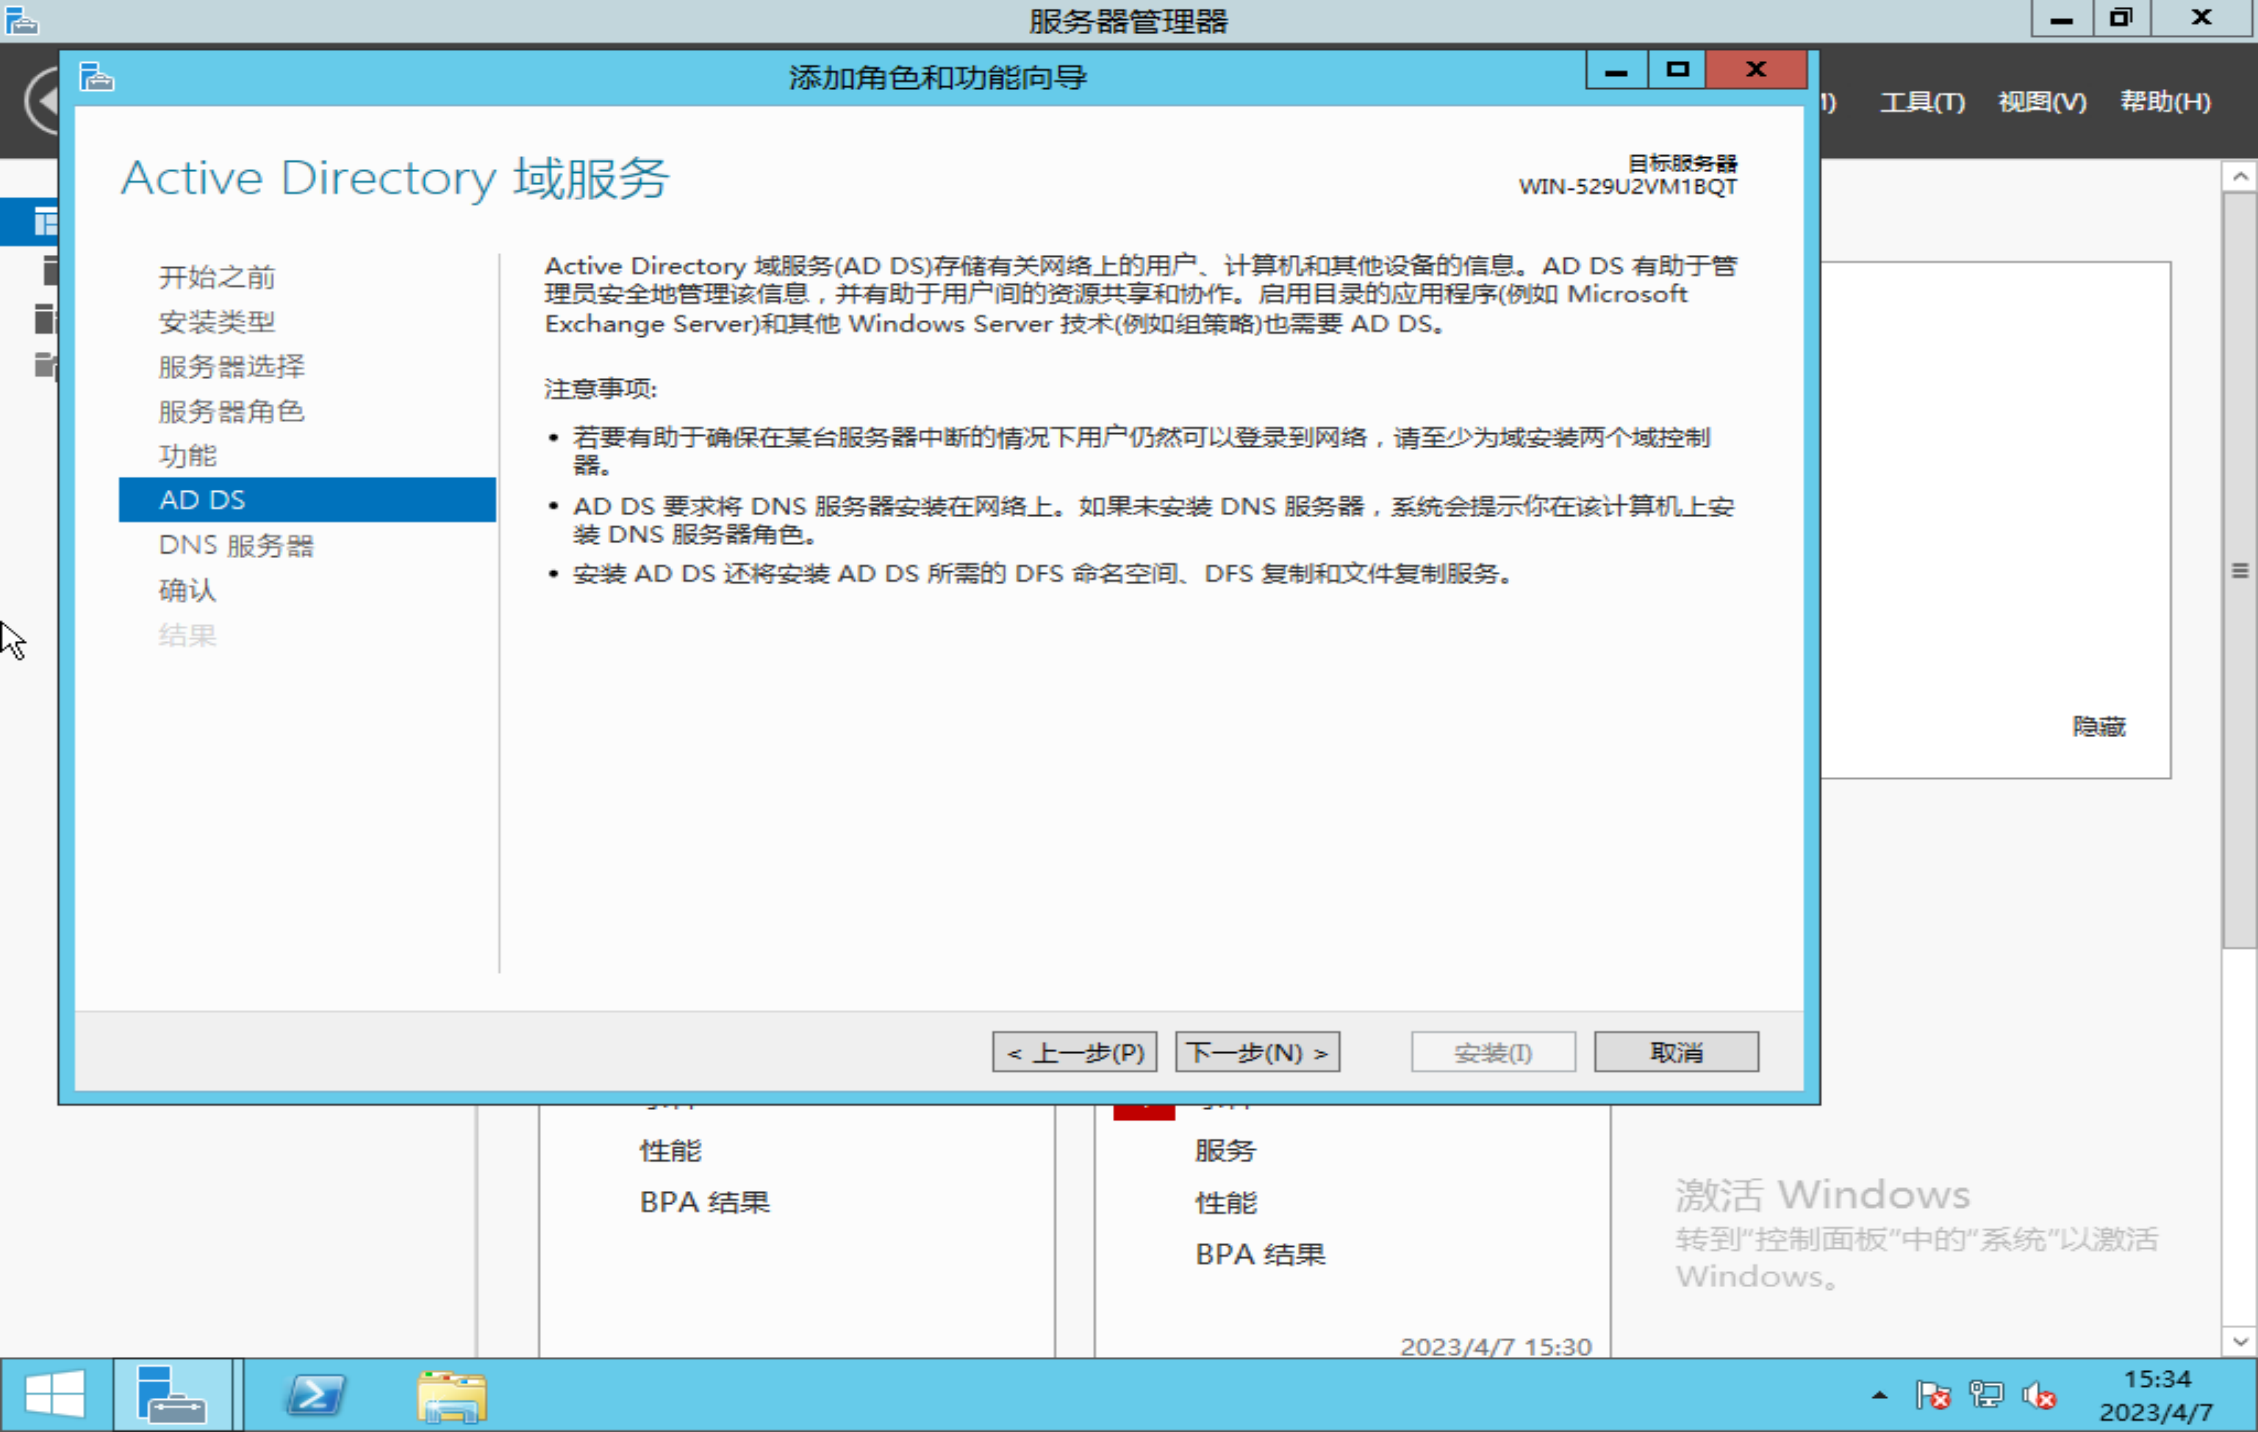 服务器管理器
添加角色和功能向导
工具(T) 视图(V) 帮助(H)
Active Directory 域服务
目标服务器
WIN-529U2VM1BQT
开始之前
安装类型
服务器选择
服务器角色
功能
AD DS
DNS 服务器
确认
结果
Active Directory 域服务(AD DS)存储有关网络上的用户、计算机和其他设备的信息。AD DS 有助于管
理员安全地管理该信息，并有助于用户间的资源共享和协作。启用目录的应用程序(例如 Microsoft
Exchange Server)和其他 Windows Server 技术(例如组策略)也需要 AD DS。
注意事项:
• 若要有助于确保在某台服务器中断的情况下用户仍然可以登录到网络，请至少为域安装两个域控制
器。
• AD DS 要求将 DNS 服务器安装在网络上。如果未安装 DNS 服务器，系统会提示你在该计算机上安
装 DNS 服务器角色。
• 安装 AD DS 还将安装 AD DS 所需的 DFS 命名空间、DFS 复制和文件复制服务。
隐藏
< 上一步(P) 下一步(N) > 安装(I) 取消
性能
BPA 结果
服务
性能
BPA 结果
2023/4/7 15:30
激活 Windows
转到"控制面板"中的"系统"以激活
Windows。
15:34
2023/4/7